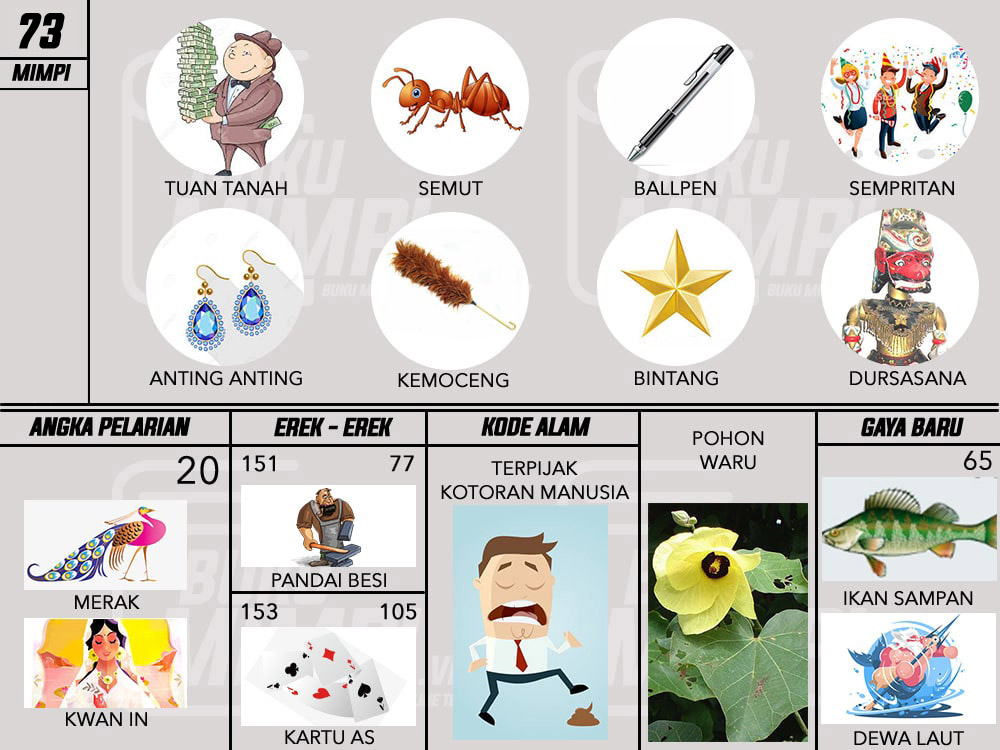 73
MIMPI
TUAN TANAH
SEMUT
BALLPEN
SEMPRITAN
ANTING ANTING
KEMOCENG
BINTANG
DURSASANA
ANGKA PELARIAN
20
MERAK
KWAN IN
EREK - EREK
151 77
PANDAI BESI
153 105
KARTU AS
KODE ALAM
TERPIJAK
KOTORAN MANUSIA
POHON
WARU
GAYA BARU
65
IKAN SAMPAN
DEWA LAUT